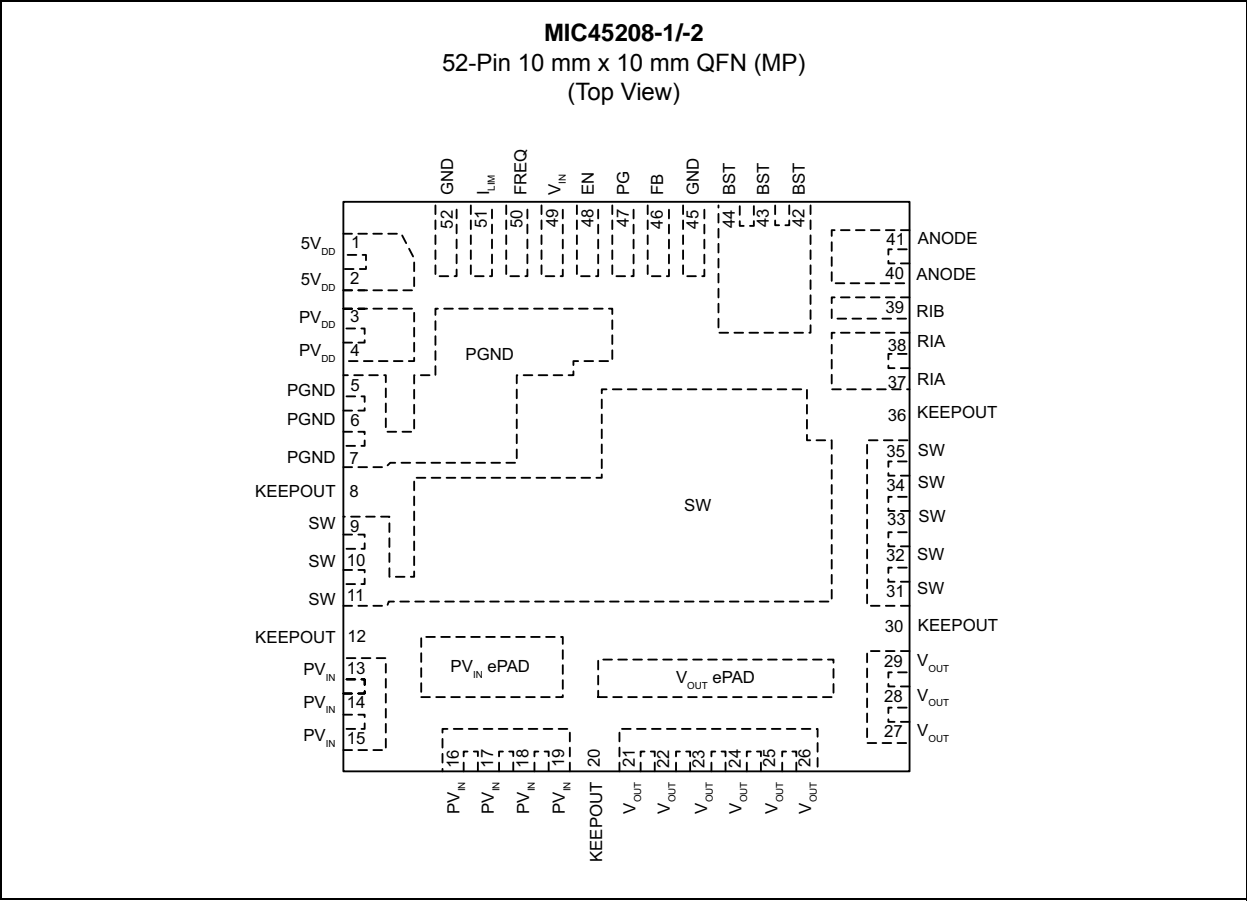 MIC45208-1/-2
52-Pin 10 mm x 10 mm QFN (MP)
(Top View)
GND
ILIM
FREQ
VIN
EN
PG
FB
GND
BST
BST
BST
52
51
50
49
48
47
46
45
44
43
42
5VDD 1
5VDD 2
PVDD 3
PVDD 4
PGND 5
PGND 6
PGND 7
KEEPOUT 8
SW 9
SW 10
SW 11
KEEPOUT 12
PVIN 13
PVIN 14
PVIN 15
PGND
SW
PVIN ePAD
VOUT ePAD
41 ANODE
40 ANODE
39 RIB
38 RIA
37 RIA
36 KEEPOUT
35 SW
34 SW
33 SW
32 SW
31 SW
30 KEEPOUT
29 VOUT
28 VOUT
27 VOUT
16
17
18
19
20
21
22
23
24
25
26
PVIN
PVIN
PVIN
PVIN
KEEPOUT
VOUT
VOUT
VOUT
VOUT
VOUT
VOUT